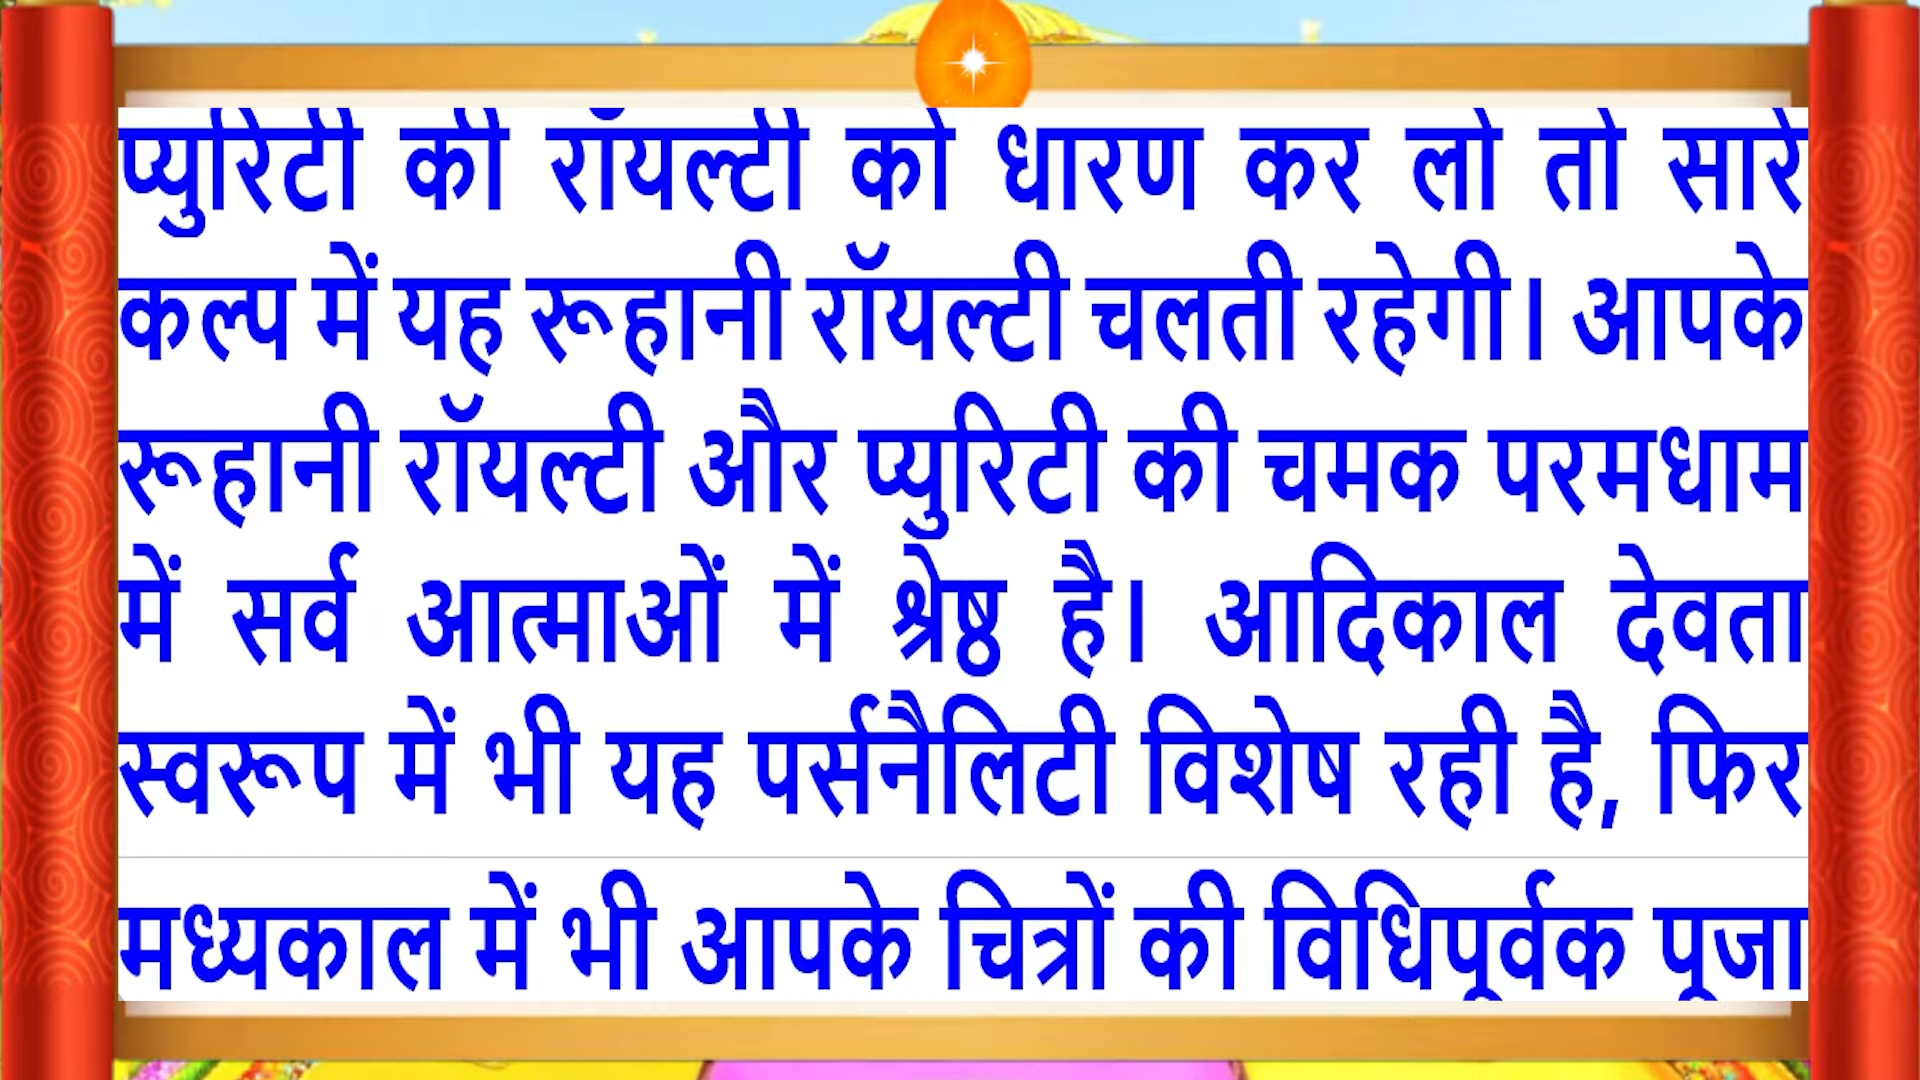 प्युरिटी की रॉयल्टी को धारण कर लो तो सारे
कल्प में यह रूहानी रॉयल्टी चलती रहेगी। आपके
रूहानी रॉयल्टी और प्युरिटी की चमक परमधाम
में सर्व आत्माओं में श्रेष्ठ है। आदिकाल देवता
स्वरूप में भी यह पर्सनैलिटी विशेष रही है, फिर
मध्यकाल में भी आपके चित्रों की विधिपूर्वक पूजा